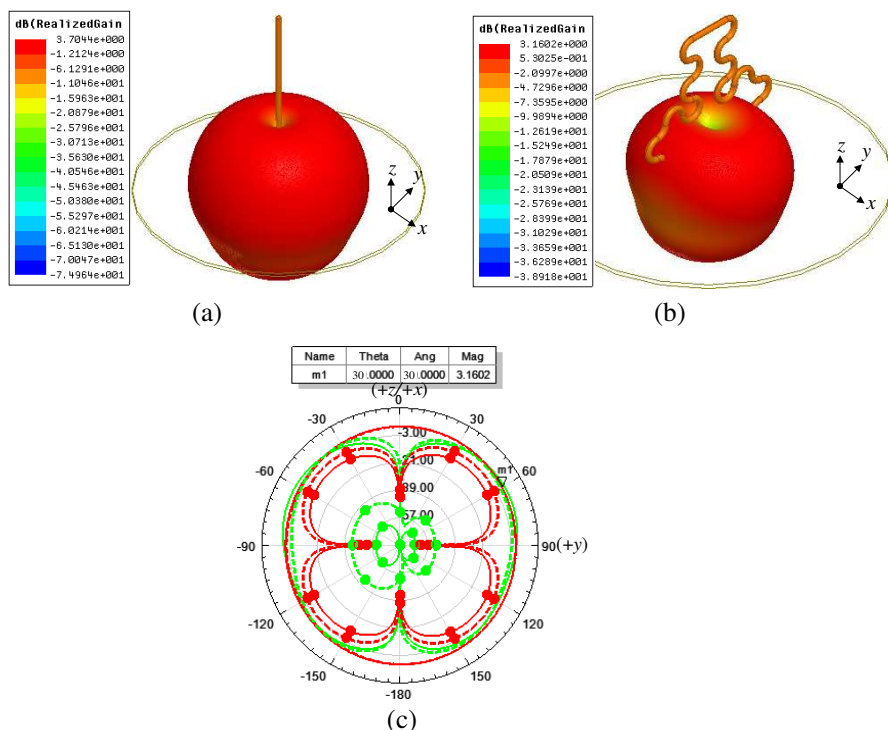 dB(RealizedGain
3.7044e+000
-1.2124e+000
-6.1291e+000
-1.1046e+001
-1.5963e+001
-2.0879e+001
-2.5796e+001
-3.0713e+001
-3.5630e+001
-4.0546e+001
-4.5463e+001
-5.0380e+001
-5.5297e+001
-6.0214e+001
-6.5130e+001
-7.0047e+001
-7.4964e+001
z
y
x
(a)
dB(RealizedGain
3.1602e+000
5.3025e-001
-2.0997e+000
-4.7296e+000
-7.3595e+000
-9.9894e+000
-1.2619e+001
-1.5249e+001
-1.7879e+001
-2.0509e+001
-2.3139e+001
-2.5769e+001
-2.8399e+001
-3.1029e+001
-3.3659e+001
-3.6289e+001
-3.8918e+001
z
y
x
(b)
Name Theta Ang Mag
m1 30.0000 30.0000 3.1602
(+z/+x)
0
-30 30
-3.00
-60 60
-21.00
m1
-39.00
-57.00
-90 90 (+y)
-120 120
-150 150
-180
(c)